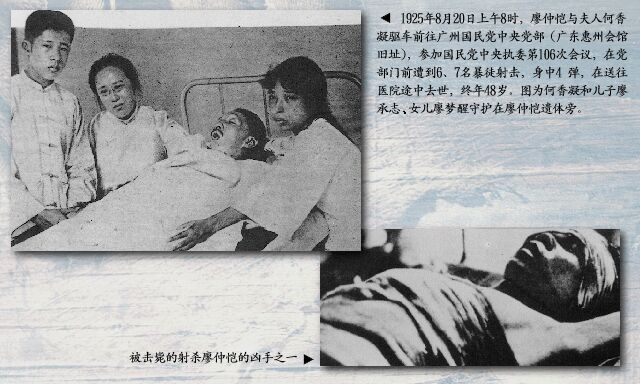 ◀ 1925年8月20日上午8时，廖仲恺与夫人何香
凝驱车前往广州国民党中央党部（广东惠州会馆
旧址），参加国民党中央执委第106次会议，在党
部门前遭到6、7名暴徒射击，身中4 弹，在送往
医院途中去世，终年48岁。图为何香凝和儿子廖
承志、女儿廖梦醒守护在廖仲恺遗体旁。
被击毙的射杀廖仲恺的凶手之一 ▶